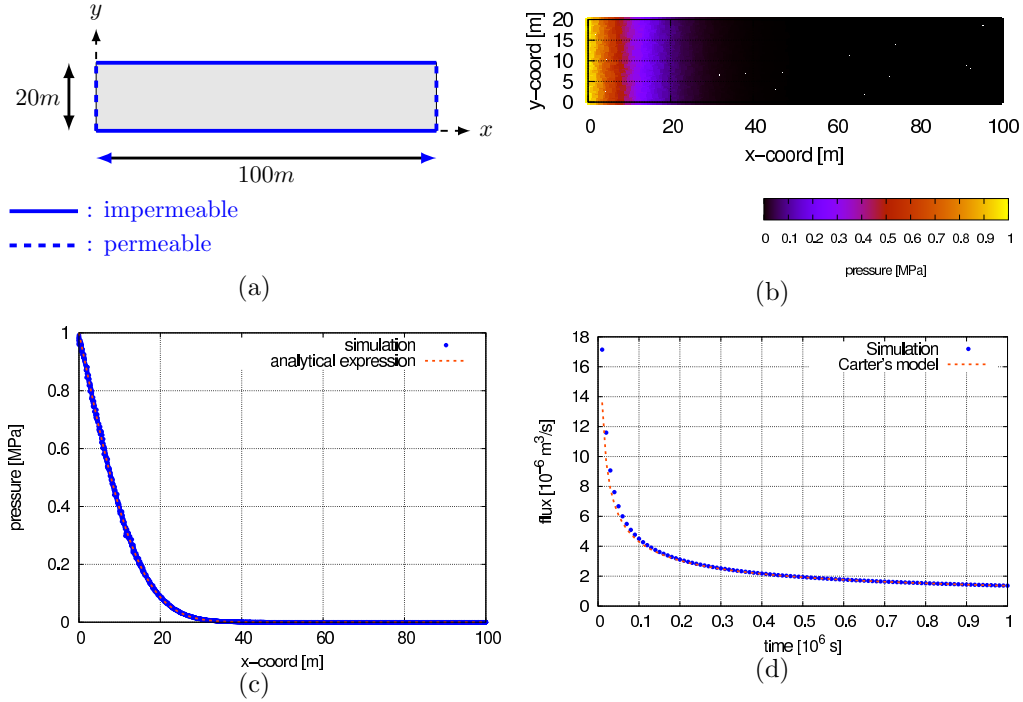 y
20m
x
100m
: impermeable
: permeable
(a)
y-coord [m]
20
15
10
5
0
0 20 40 60 80 100
x-coord [m]
0 0.1 0.2 0.3 0.4 0.5 0.6 0.7 0.8 0.9 1
pressure [MPa]
(b)
simulation
analytical expression
pressure [MPa]
1
0.8
0.6
0.4
0.2
0
0 20 40 60 80 100
x-coord [m]
(c)
Simulation
Carter's model
flux [10⁻⁶ m³/s]
18
16
14
12
10
8
6
4
2
0
0.1 0.2 0.3 0.4 0.5 0.6 0.7 0.8 0.9 1
time [10⁶ s]
(d)